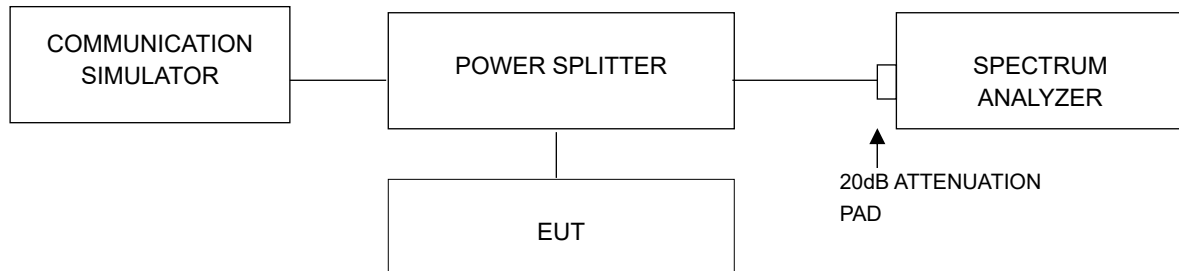 COMMUNICATION
SIMULATOR
POWER SPLITTER
SPECTRUM
ANALYZER
20dB ATTENUATION
PAD
EUT